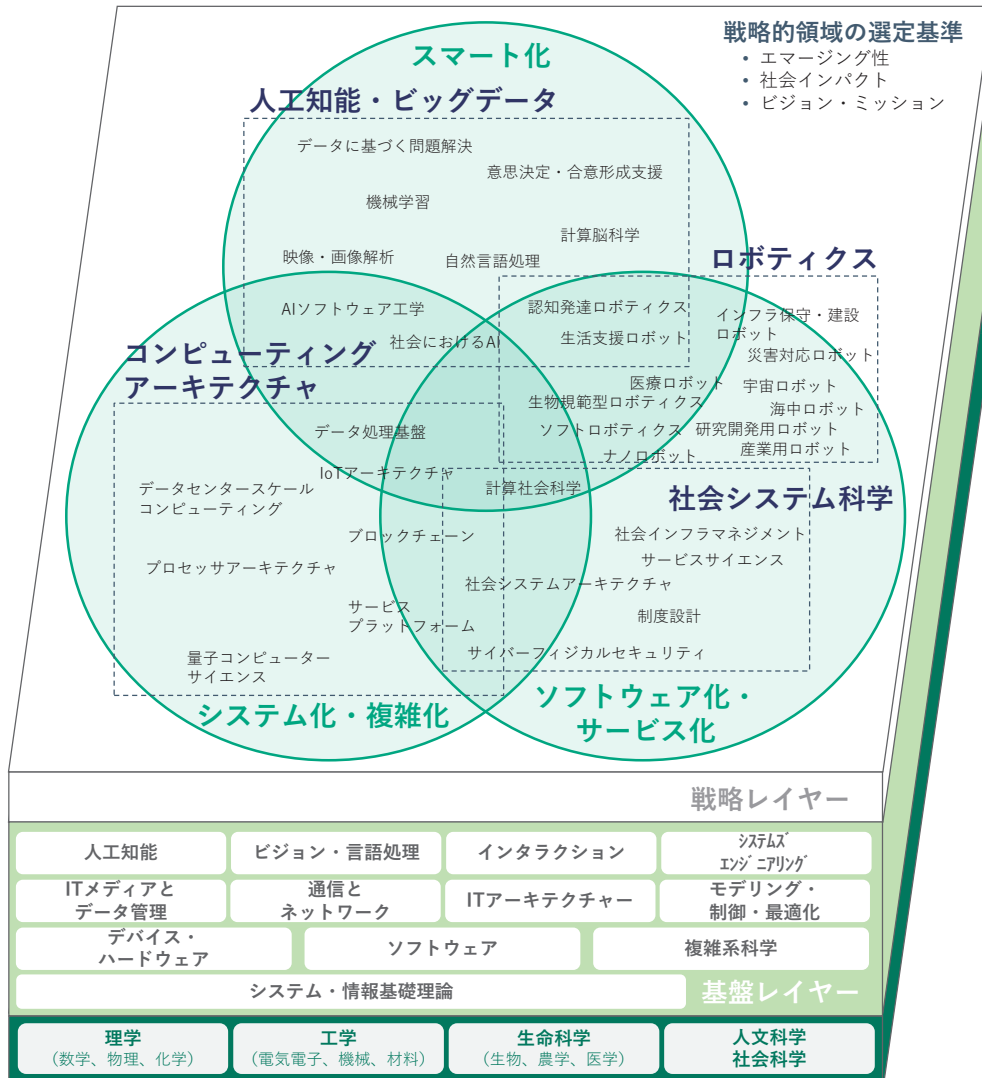 戦略的領域の選定基準
• エマージング性
• 社会インパクト
• ビジョン・ミッション
スマート化
人工知能・ビッグデータ
データに基づく問題解決
意思決定・合意形成支援
機械学習
計算脳科学
映像・画像解析
自然言語処理
ロボティクス
AIソフトウェア工学
認知発達ロボティクス
インフラ保守・建設
ロボット
社会におけるAI
生活支援ロボット
災害対応ロボット
コンピューティング
アーキテクチャ
医療ロボット
宇宙ロボット
生物規範型ロボティクス
海中ロボット
データ処理基盤
ソフトロボティクス
研究開発用ロボット
ナノロボット
産業用ロボット
IoTアーキテクチャ
データセンタースケール
コンピューティング
計算社会科学
社会システム科学
ブロックチェーン
社会インフラマネジメント
サービスサイエンス
プロセッサアーキテクチャ
社会システムアーキテクチャ
サービス
プラットフォーム
制度設計
量子コンピューター
サイエンス
サイバーフィジカルセキュリティ
システム化・複雑化
ソフトウェア化・
サービス化
戦略レイヤー
人工知能
ビジョン・言語処理
インタラクション
システムズ
エンジニアリング
ITメディアと
データ管理
通信と
ネットワーク
ITアーキテクチャー
モデリング・
制御・最適化
デバイス・
ハードウェア
ソフトウェア
複雑系科学
システム・情報基礎理論
基盤レイヤー
理学
(数学、物理、化学)
工学
(電気電子、機械、材料)
生命科学
(生物、農学、医学)
人文科学
社会科学